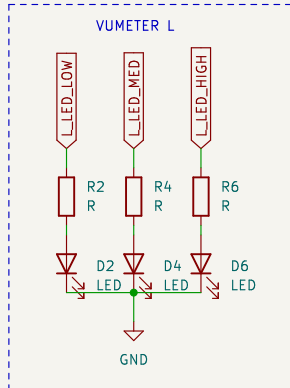 VUMETER L
L_LED_LOW
L_LED_MED
L_LED_HIGH
R2
R
R4
R
R6
R
D2
LED
D4
LED
D6
LED
GND